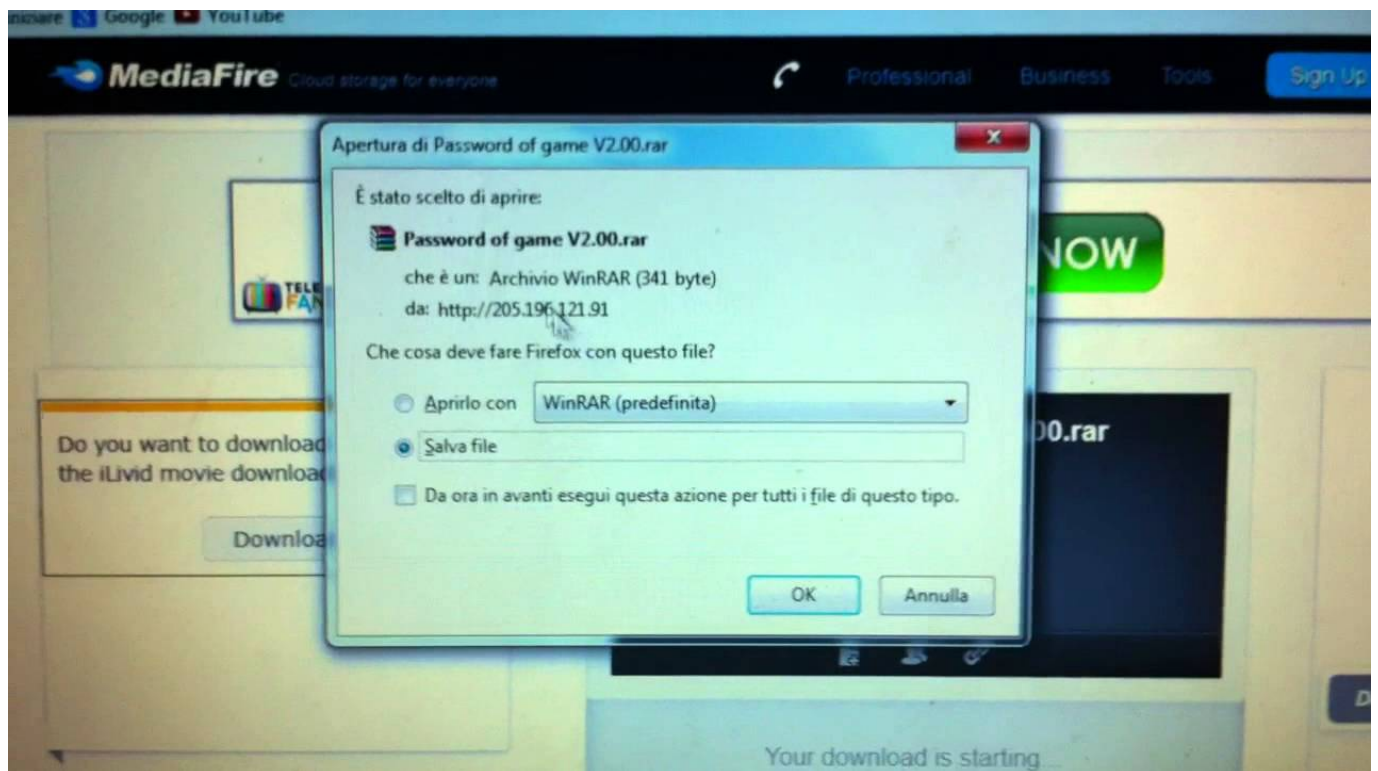 Google YouTube
MediaFire Cloud storage for everyone Professional Business Tools Sign Up
Apertura di Password of game V2.00.rar
È stato scelto di aprire:
Password of game V2.00.rar
che è un: Archivio WinRAR (341 byte)
da: http://205.196.121.91
Che cosa deve fare Firefox con questo file?
Aprirlo con WinRAR (predefinita)
Salva file
Da ora in avanti esegui questa azione per tutti i file di questo tipo.
OK Annulla
TELE
FAN
NOW
Do you want to download
the iLivid movie download
Download
00.rar
Your download is starting...